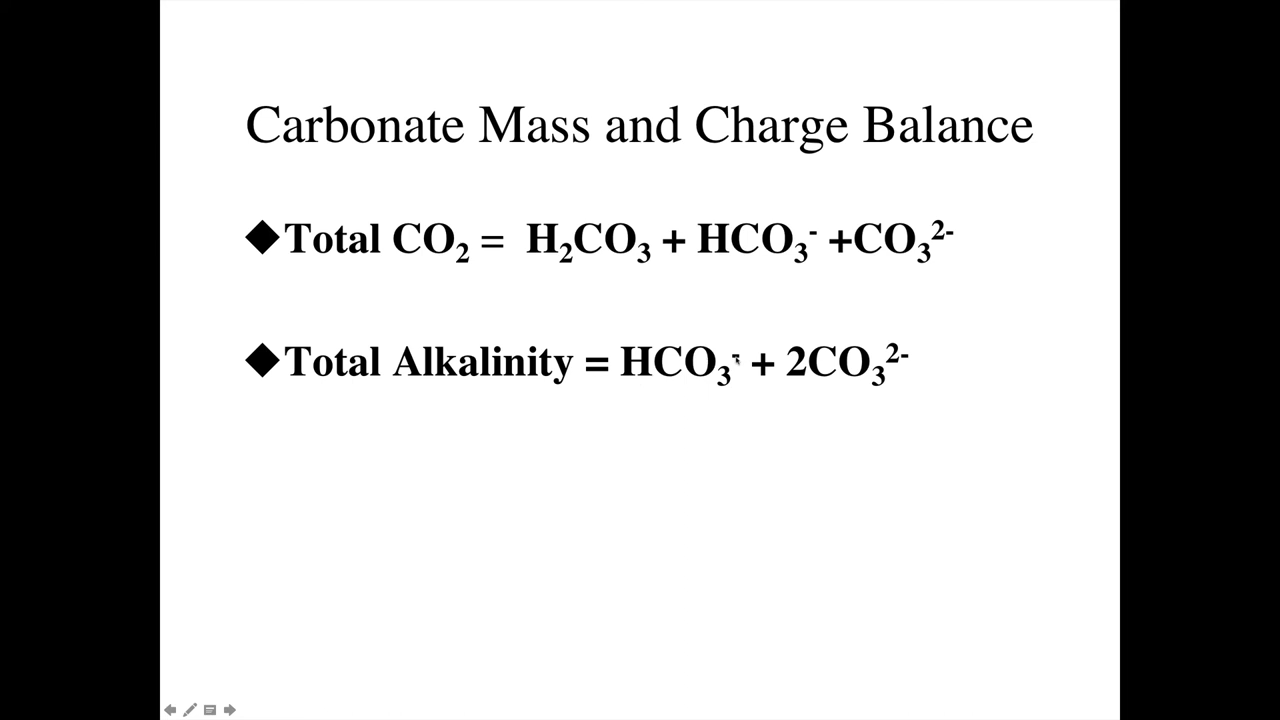 Carbonate Mass and Charge Balance
◆Total CO₂ = H₂CO₃ + HCO₃⁻ +CO₃²⁻
◆Total Alkalinity = HCO₃⁻ + 2CO₃²⁻